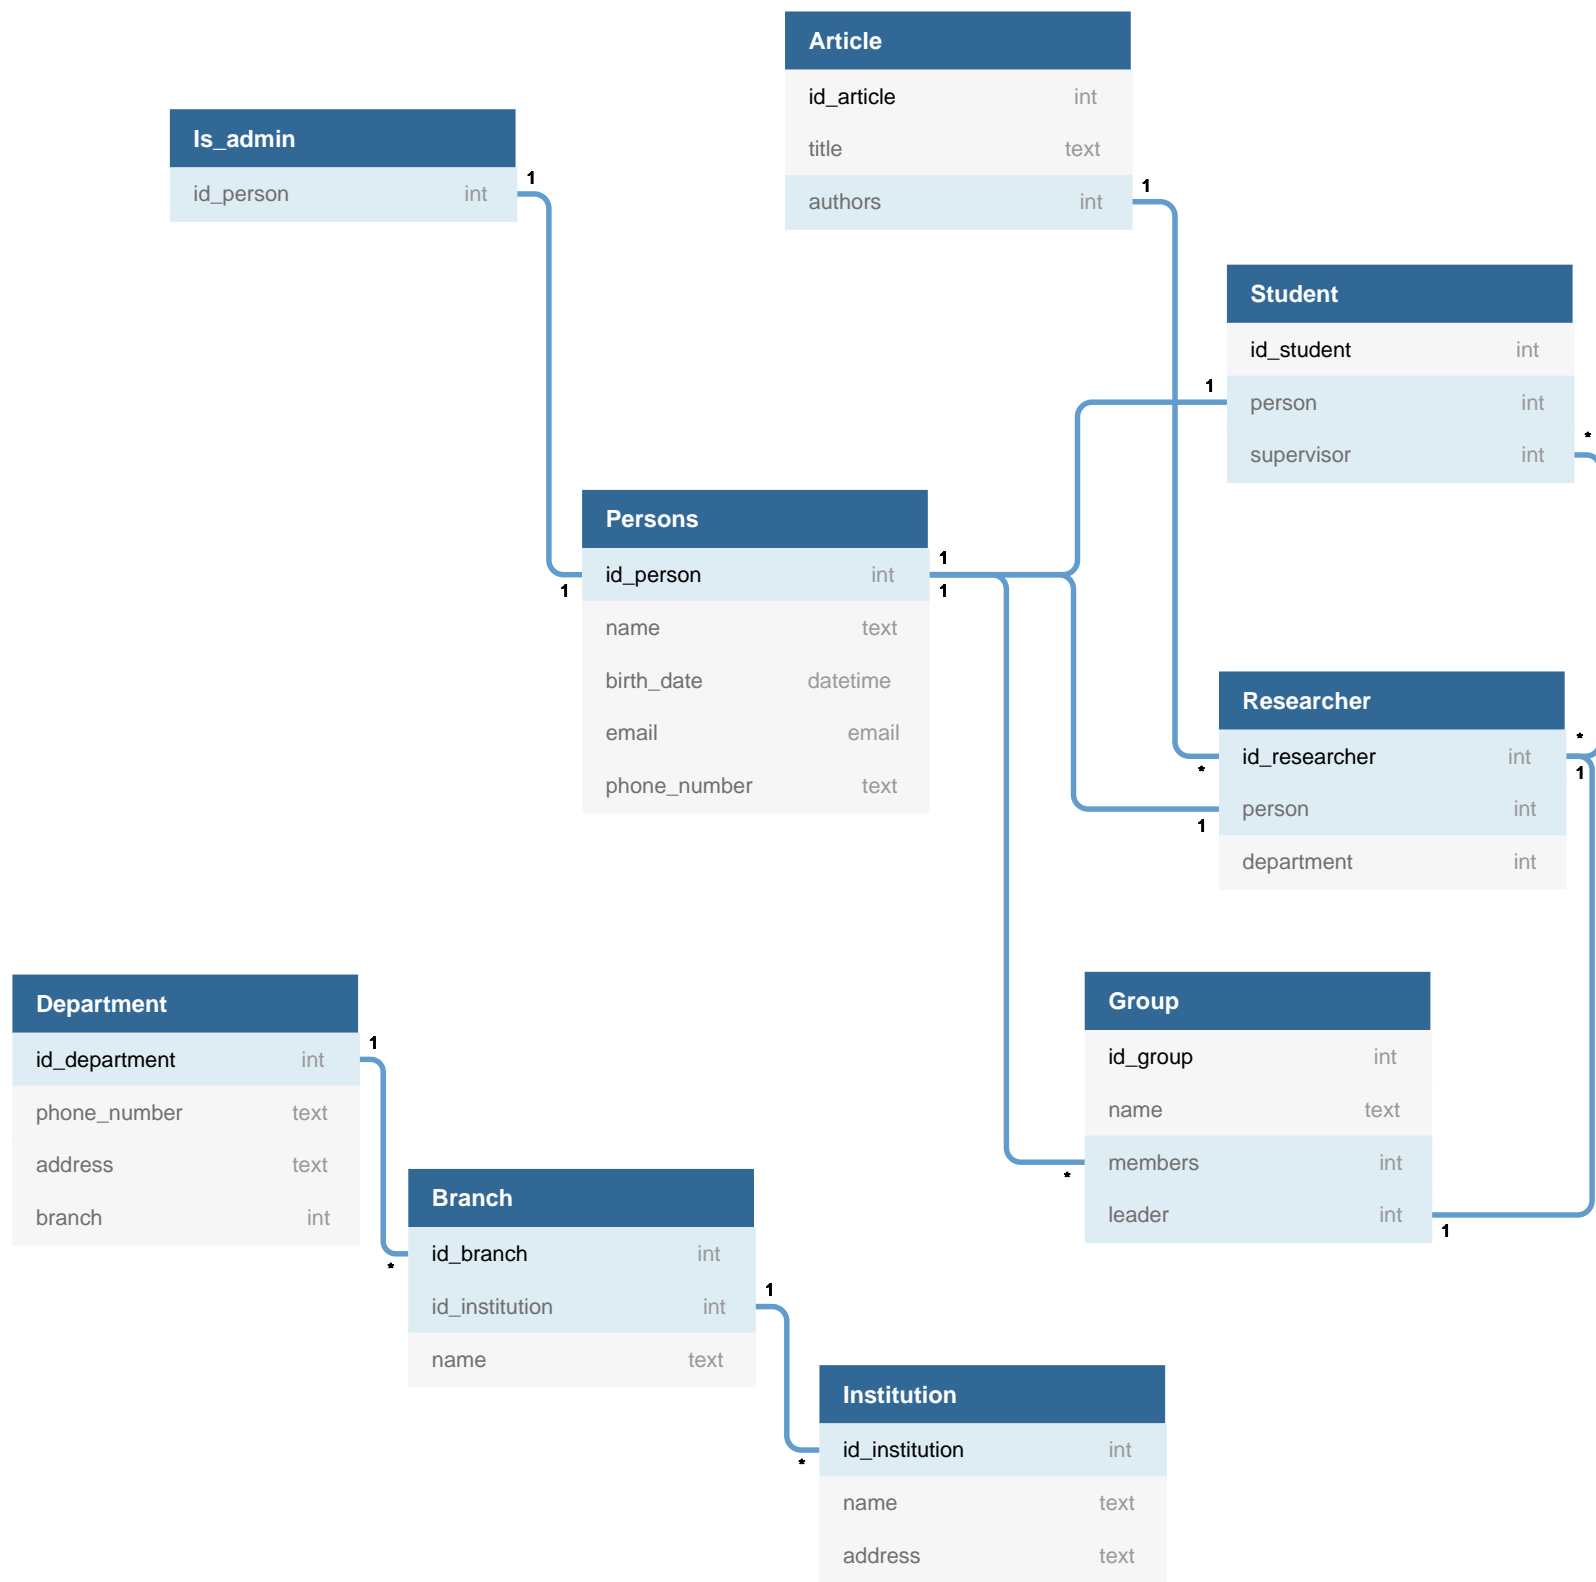 Article
id_article int
title text
authors int
1
Is_admin
id_person int
1
Student
id_student int
person int
supervisor int
1
*
Persons
id_person int
name text
birth_date datetime
email email
phone_number text
1
1
1
Researcher
id_researcher int
person int
department int
*
1
*
1
Department
id_department int
phone_number text
address text
branch int
1
Group
id_group int
name text
members int
leader int
*
1
Branch
id_branch int
id_institution int
name text
*
1
Institution
id_institution int
name text
address text
*